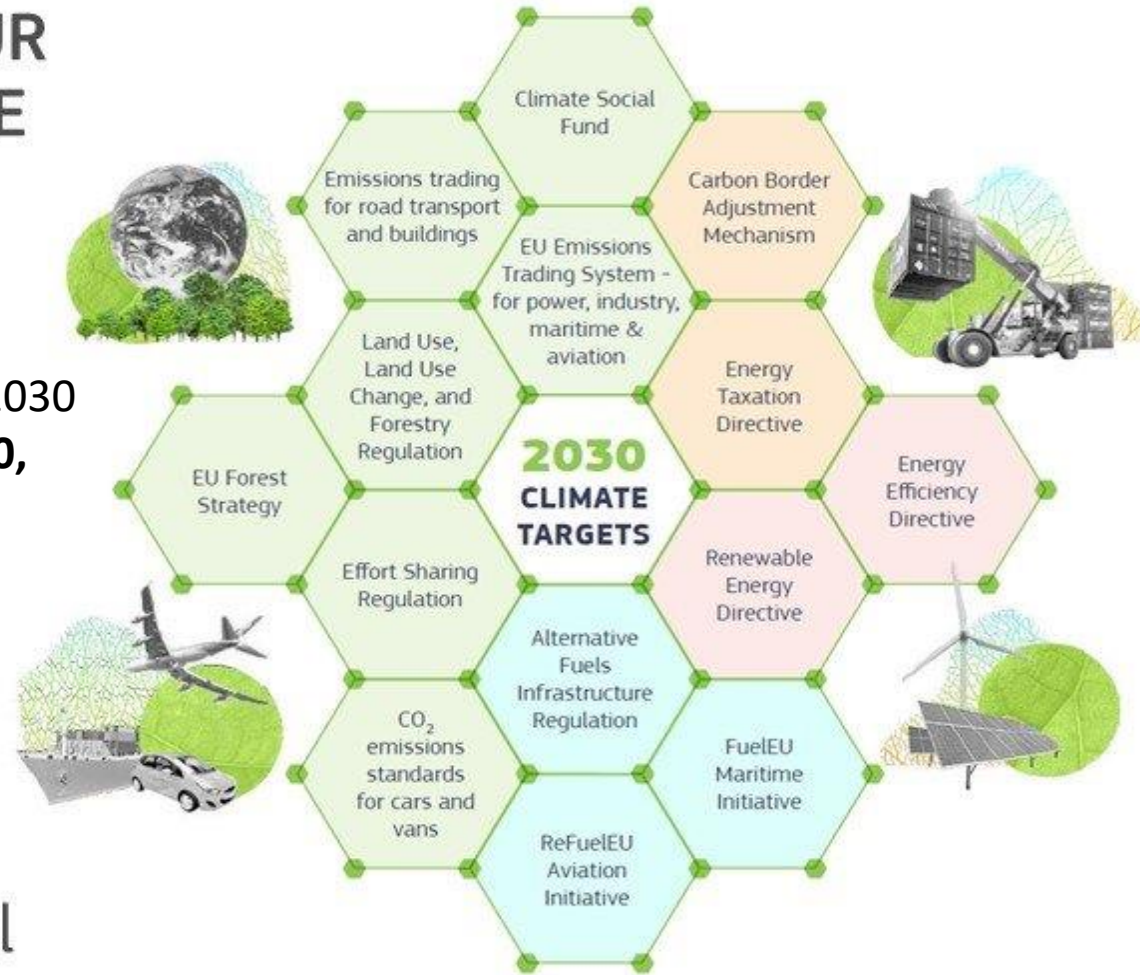 UR
E
2030
0,
l
Climate Social
Fund
Emissions trading
for road transport
and buildings
Carbon Border
Adjustment
Mechanism
EU Emissions
Trading System -
for power, industry,
maritime &
aviation
Land Use,
Land Use
Change, and
Forestry
Regulation
Energy
Taxation
Directive
EU Forest
Strategy
2030
CLIMATE
TARGETS
Energy
Efficiency
Directive
Effort Sharing
Regulation
Renewable
Energy
Directive
Alternative
Fuels
Infrastructure
Regulation
CO₂
emissions
standards
for cars and
vans
FuelEU
Maritime
Initiative
ReFuelEU
Aviation
Initiative